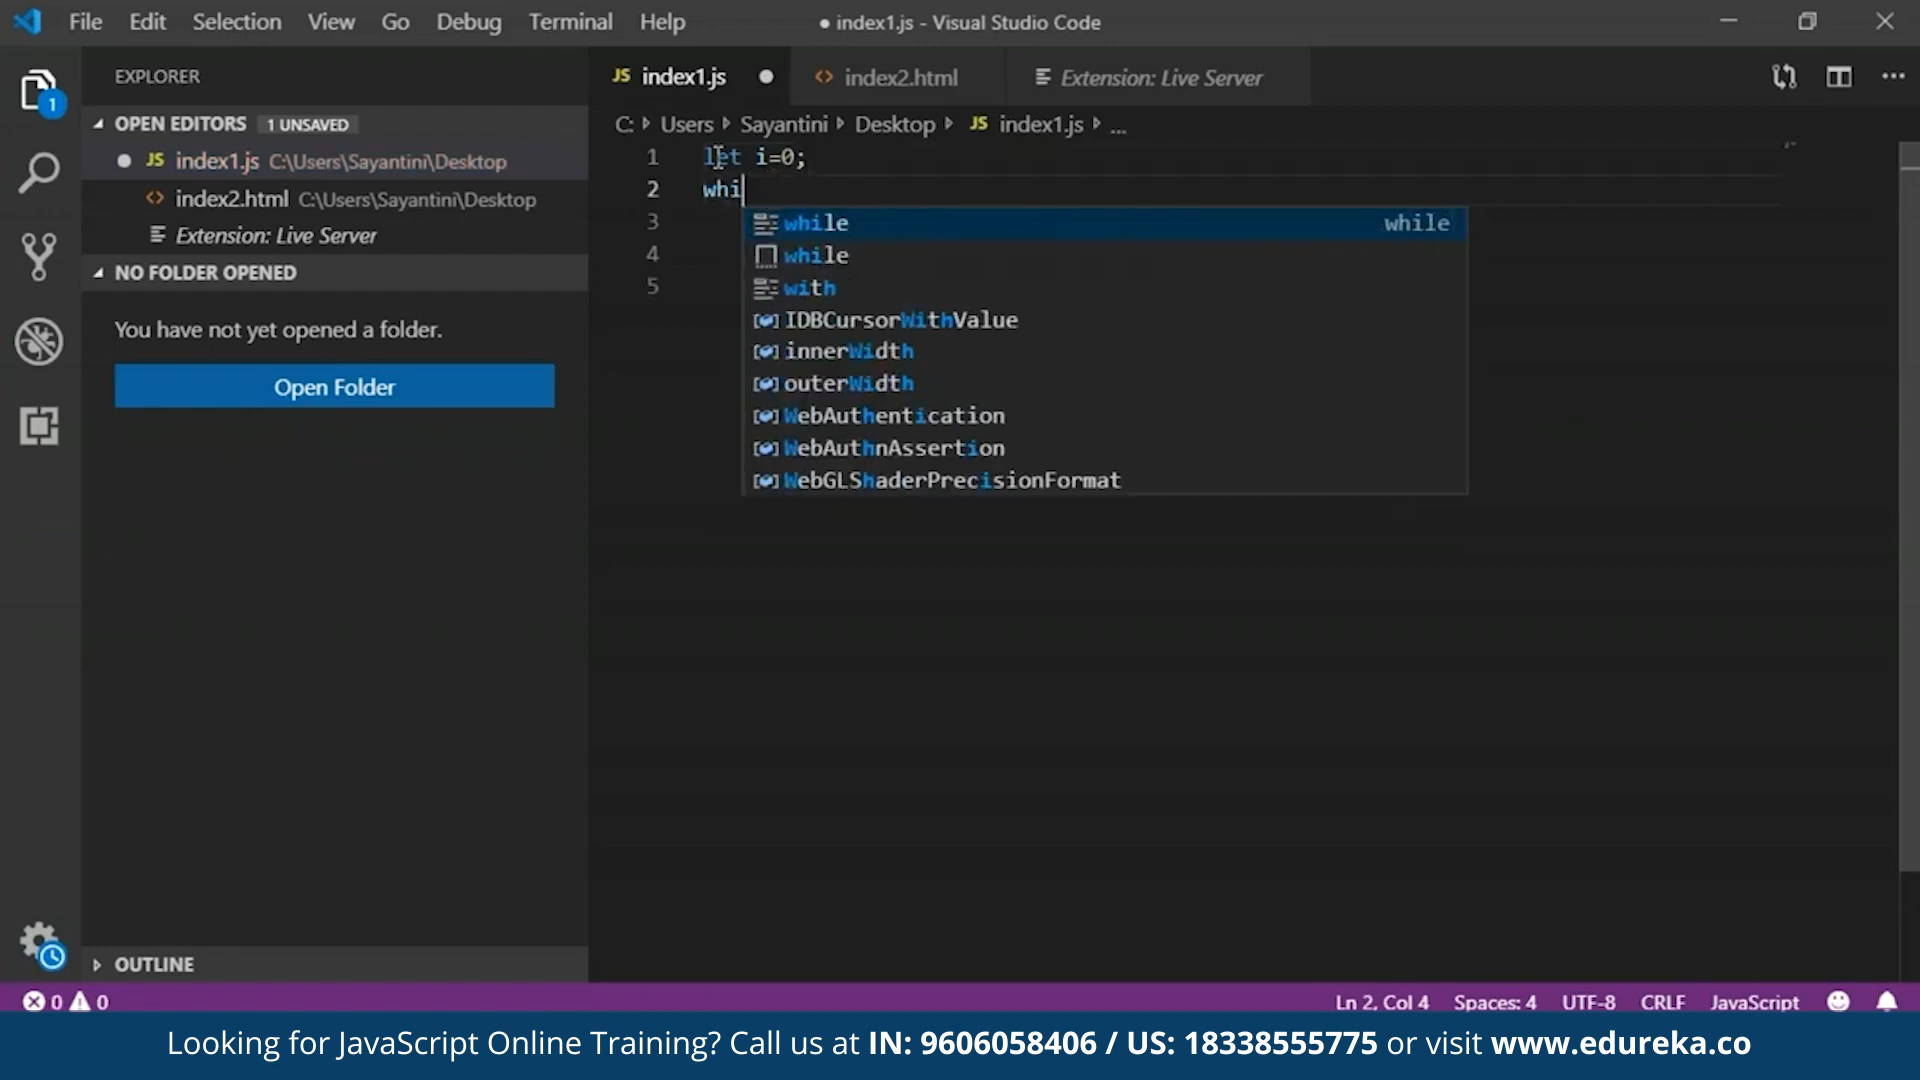 File Edit Selection View Go Debug Terminal Help
● index1.js - Visual Studio Code
EXPLORER
JS index1.js ●
<> index2.html
Extension: Live Server
OPEN EDITORS 1 UNSAVED
C: Users Sayantini Desktop JS index1.js ...
● JS index1.js C:\Users\Sayantini\Desktop
<> index2.html C:\Users\Sayantini\Desktop
Extension: Live Server
NO FOLDER OPENED
You have not yet opened a folder.
Open Folder
OUTLINE
1
1 let i=0;
2 whi
3
4
5
while while
while
with
IDBCursorWithValue
innerWidth
outerWidth
WebAuthentication
WebAuthnAssertion
WebGLShaderPrecisionFormat
0 0 Ln 2, Col 4 Spaces: 4 UTF-8 CRLF JavaScript
Looking for JavaScript Online Training? Call us at IN: 9606058406 / US: 18338555775 or visit www.edureka.co